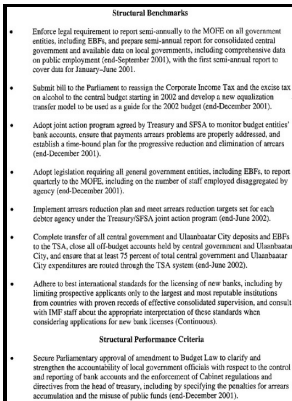 Structural Benchmarks
• Enforce legal requirement to report semi-annually to the MOFE on all government
entities, including EBFs, and prepare semi-annual report for consolidated central
government and available data on local governments, including comprehensive data
on public employment (end-September 2001), with the first semi-annual report to
cover data for January–June 2001.
• Submit bill to the Parliament to reassign the Corporate Income Tax and the excise tax
on alcohol to the central budget starting in 2002 and develop a new equalization
transfer model to be used as a guide for the 2002 budget (end-December 2001).
• Adopt joint action program agreed by Treasury and SFSA to monitor budget entities'
bank accounts, ensure that payments arrears problems are properly addressed, and
establish a time-bound plan for the progressive reduction and elimination of arrears
(end-December 2001).
• Adopt legislation requiring all general government entities, including EBFs, to report
quarterly to the MOFE, including on the number of staff employed disaggregated by
agency (end-December 2001).
• Implement arrears reduction plan and meet arrears reduction targets set for each
debtor agency under the Treasury/SFSA joint action program (end-June 2002).
• Complete transfer of all central government and Ulaanbaatar City deposits and EBFs
to the TSA, close all off-budget accounts held by central government and Ulaanbaatar
City, and ensure that at least 75 percent of total central government and Ulaanbaatar
City expenditures are routed through the TSA system (end-June 2002).
• Adhere to best international standards for the licensing of new banks, including by
limiting prospective applicants only to the largest and most reputable institutions
from countries with proven records of effective consolidated supervision, and consult
with IMF staff about the appropriate interpretation of these standards when
considering applications for new bank licenses (Continuous).
Structural Performance Criteria
• Secure Parliamentary approval of amendment to Budget Law to clarify and
strengthen the accountability of local government officials with respect to the control
and reporting of bank accounts and the enforcement of Cabinet regulations and
directives from the head of treasury, including by specifying the penalties for arrears
accumulation and the misuse of public funds (end-December 2001).